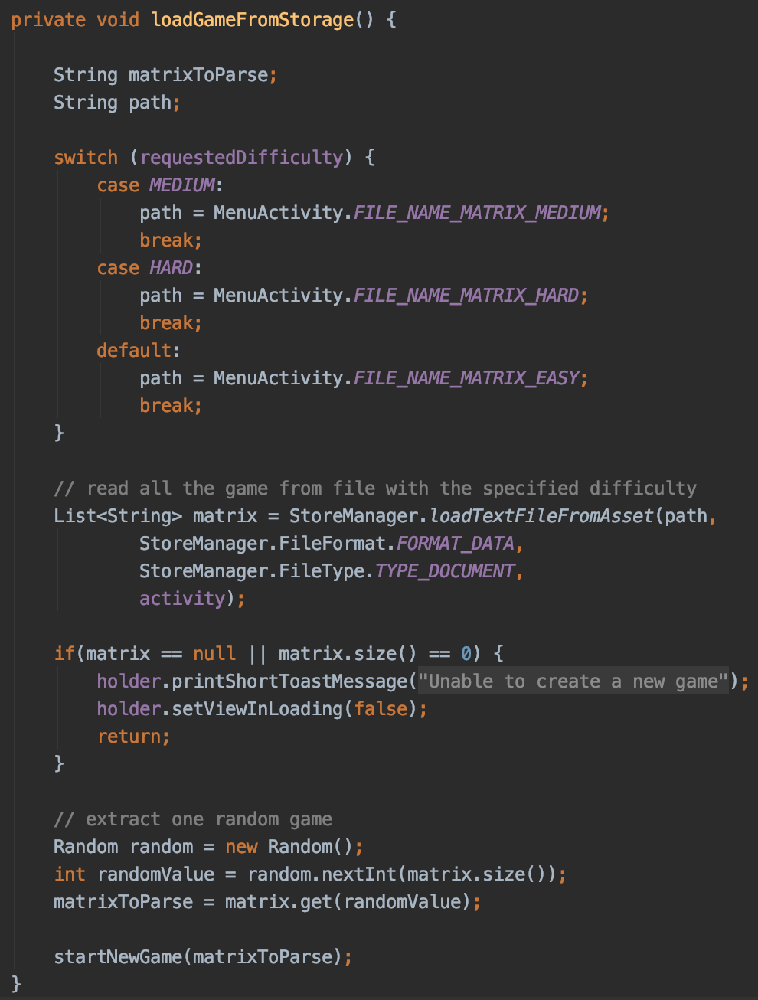 private void loadGameFromStorage() {
String matrixToParse;
String path;
switch (requestedDifficulty) {
case MEDIUM:
path = MenuActivity.FILE_NAME_MATRIX_MEDIUM;
break;
case HARD:
path = MenuActivity.FILE_NAME_MATRIX_HARD;
break;
default:
path = MenuActivity.FILE_NAME_MATRIX_EASY;
break;
}
// read all the game from file with the specified difficulty
List<String> matrix = StoreManager.loadTextFileFromAsset(path,
StoreManager.FileFormat.FORMAT_DATA,
StoreManager.FileType.TYPE_DOCUMENT,
activity);
if(matrix == null || matrix.size() == 0) {
holder.printShortToastMessage("Unable to create a new game");
holder.setViewInLoading(false);
return;
}
// extract one random game
Random random = new Random();
int randomValue = random.nextInt(matrix.size());
matrixToParse = matrix.get(randomValue);
startNewGame(matrixToParse);
}